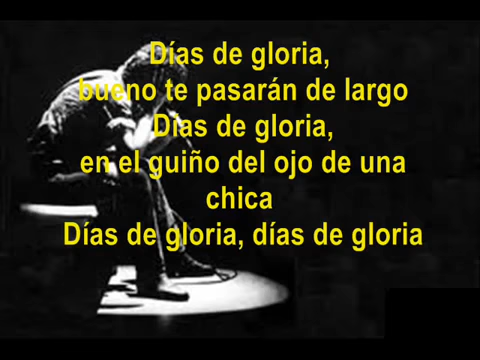 Días de gloria,
bueno te pasarán de largo
Días de gloria,
en el guiño del ojo de una
chica
Días de gloria, días de gloria